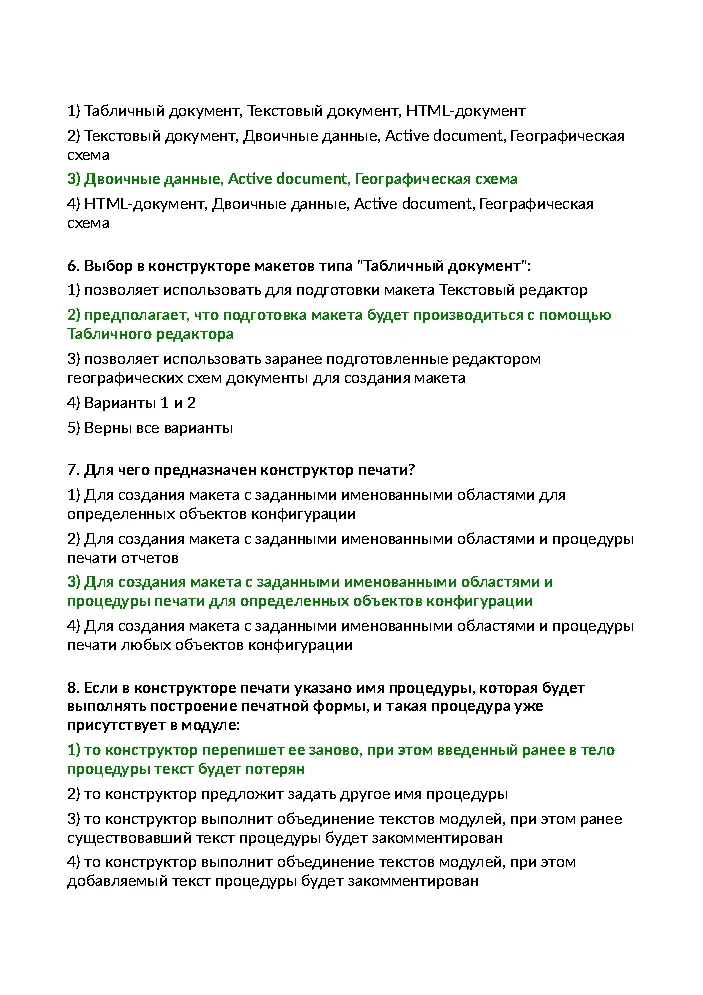 1) Табличный документ, Текстовый документ, HTML-документ
2) Текстовый документ, Двоичные данные, Active document, Географическая
схема
3) Двоичные данные, Active document, Географическая схема
4) HTML-документ, Двоичные данные, Active document, Географическая
схема
6. Выбор в конструкторе макетов типа "Табличный документ":
1) позволяет использовать для подготовки макета Текстовый редактор
2) предполагает, что подготовка макета будет производиться с помощью
Табличного редактора
3) позволяет использовать заранее подготовленные редактором
географических схем документы для создания макета
4) Варианты 1 и 2
5) Верны все варианты
7. Для чего предназначен конструктор печати?
1) Для создания макета с заданными именованными областями для
определенных объектов конфигурации
2) Для создания макета с заданными именованными областями и процедуры
печати отчетов
3) Для создания макета с заданными именованными областями и
процедуры печати для определенных объектов конфигурации
4) Для создания макета с заданными именованными областями и процедуры
печати любых объектов конфигурации
8. Если в конструкторе печати указано имя процедуры, которая будет
выполнять построение печатной формы, и такая процедура уже
присутствует в модуле:
1) то конструктор перепишет ее заново, при этом введенный ранее в тело
процедуры текст будет потерян
2) то конструктор предложит задать другое имя процедуры
3) то конструктор выполнит объединение текстов модулей, при этом ранее
существовавший текст процедуры будет закомментирован
4) то конструктор выполнит объединение текстов модулей, при этом
добавляемый текст процедуры будет закомментирован